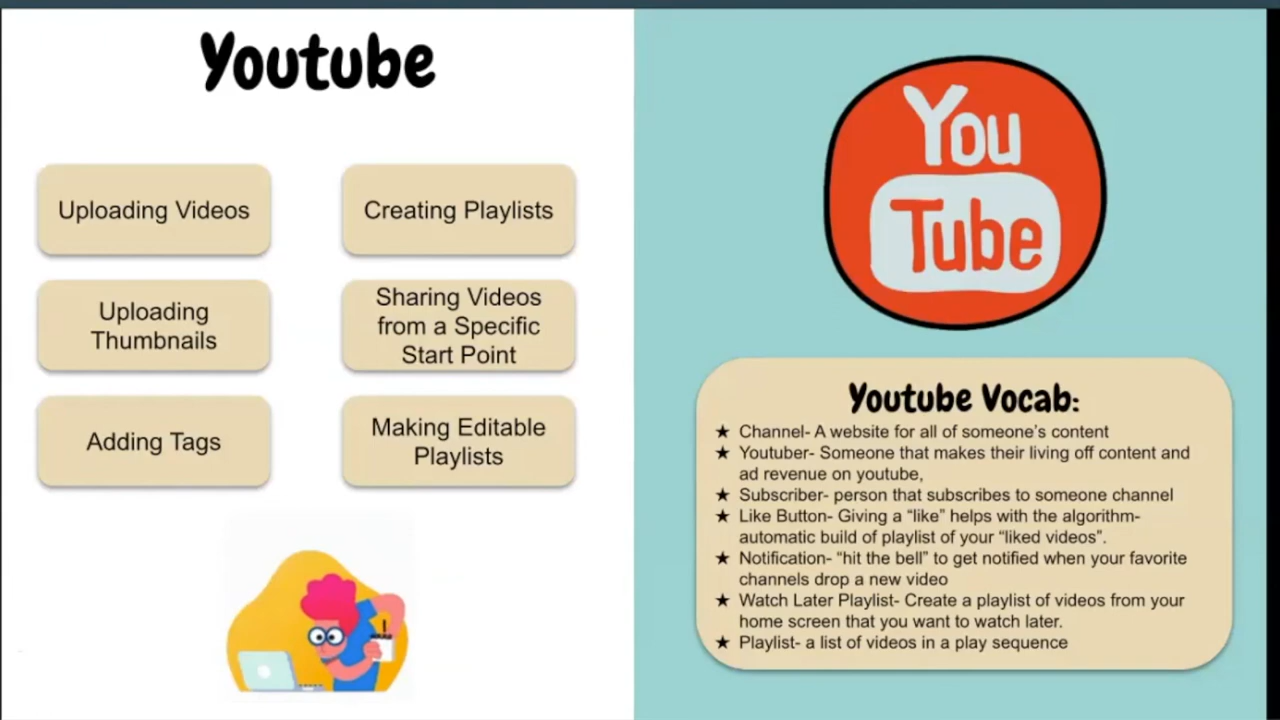 Youtube
Uploading Videos
Creating Playlists
Uploading
Thumbnails
Sharing Videos
from a Specific
Start Point
Adding Tags
Making Editable
Playlists
You
Tube
Youtube Vocab:
★ Channel- A website for all of someone's content
★ Youtuber- Someone that makes their living off content and
ad revenue on youtube,
★ Subscriber- person that subscribes to someone channel
★ Like Button- Giving a “like” helps with the algorithm-
automatic build of playlist of your “liked videos”.
★ Notification- “hit the bell” to get notified when your favorite
channels drop a new video
★ Watch Later Playlist- Create a playlist of videos from your
home screen that you want to watch later.
★ Playlist- a list of videos in a play sequence